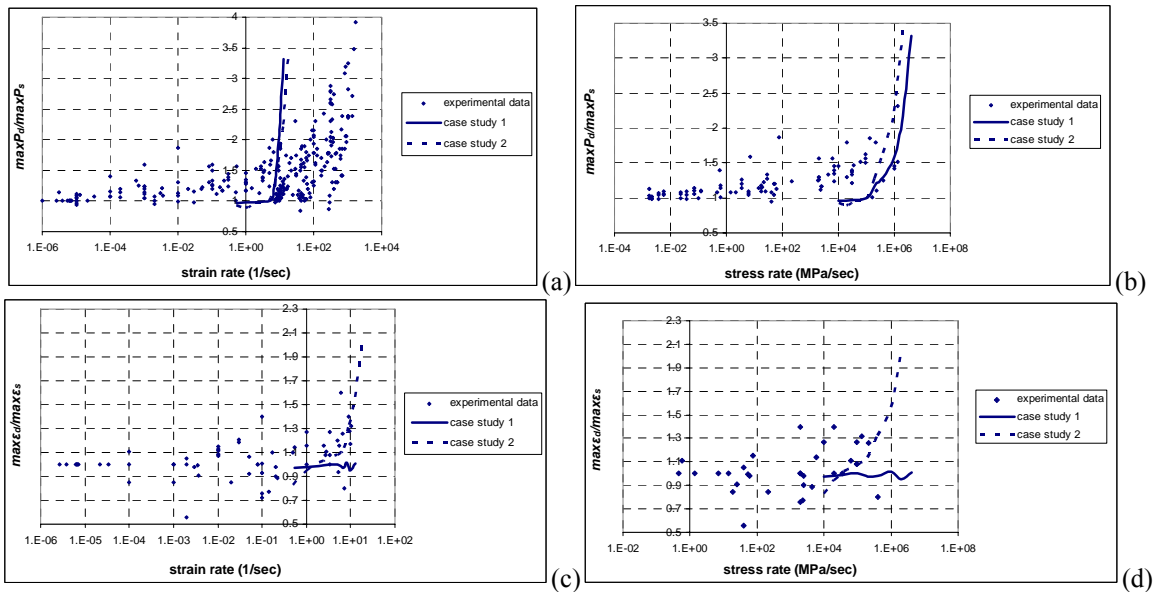 4
3.5
3
2.5
2
1.5
1
0.5
maxPd/maxPs
1.E-06 1.E-04 1.E-02 1.E+00 1.E+02 1.E+04
strain rate (1/sec)
experimental data
case study 1
case study 2
(a)
3.5
3
2.5
2
1.5
1
0.5
maxPd/maxPs
1.E-04 1.E-02 1.E+00 1.E+02 1.E+04 1.E+06 1.E+08
stress rate (MPa/sec)
experimental data
case study 1
case study 2
(b)
2.3
2.1
1.9
1.7
1.5
1.3
1.1
0.9
0.7
0.5
maxεd/maxεs
1.E-06 1.E-05 1.E-04 1.E-03 1.E-02 1.E-01 1.E+00 1.E+01 1.E+02
strain rate (1/sec)
experimental data
case study 1
case study 2
(c)
2.3
2.1
1.9
1.7
1.5
1.3
1.1
0.9
0.7
0.5
maxεd/maxεs
1.E-02 1.E+00 1.E+02 1.E+04 1.E+06 1.E+08
stress rate (MPa/sec)
experimental data
case study 1
case study 2
(d)